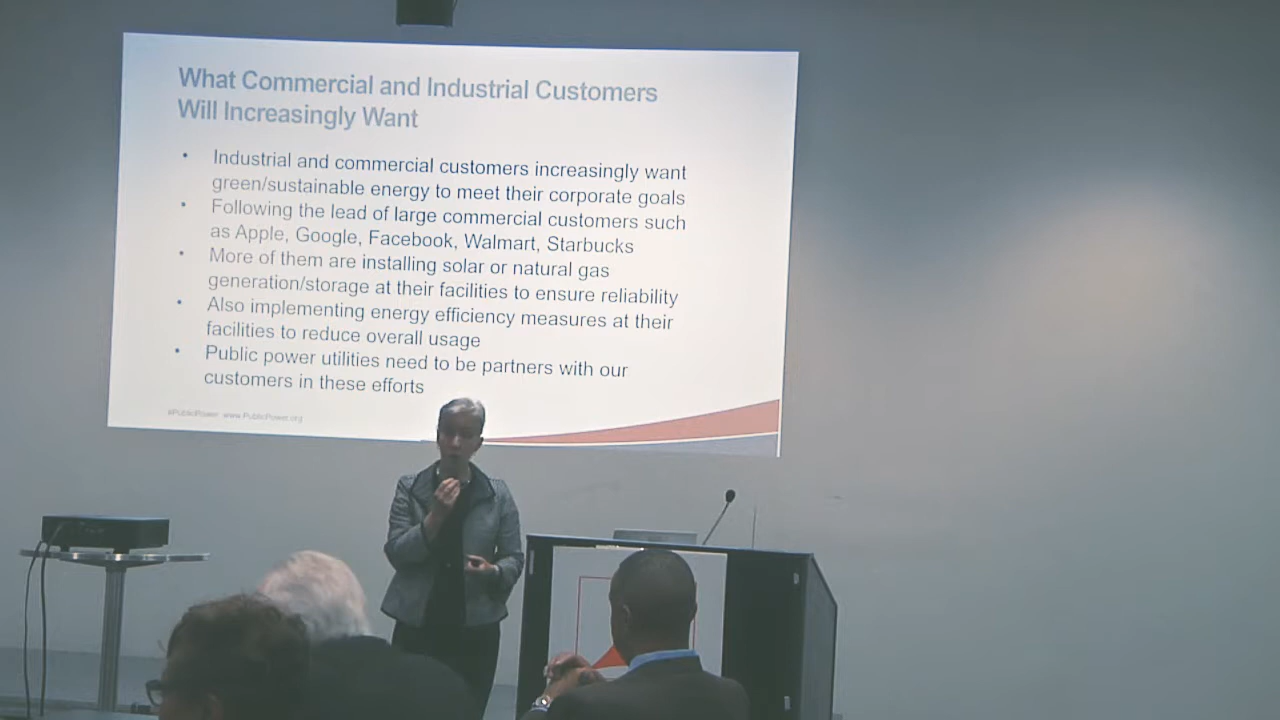 What Commercial and Industrial Customers
Will Increasingly Want
• Industrial and commercial customers increasingly want
green/sustainable energy to meet their corporate goals
• Following the lead of large commercial customers such
as Apple, Google, Facebook, Walmart, Starbucks
• More of them are installing solar or natural gas
generation/storage at their facilities to ensure reliability
• Also implementing energy efficiency measures at their
facilities to reduce overall usage
• Public power utilities need to be partners with our
customers in these efforts
#PublicPower www.PublicPower.org